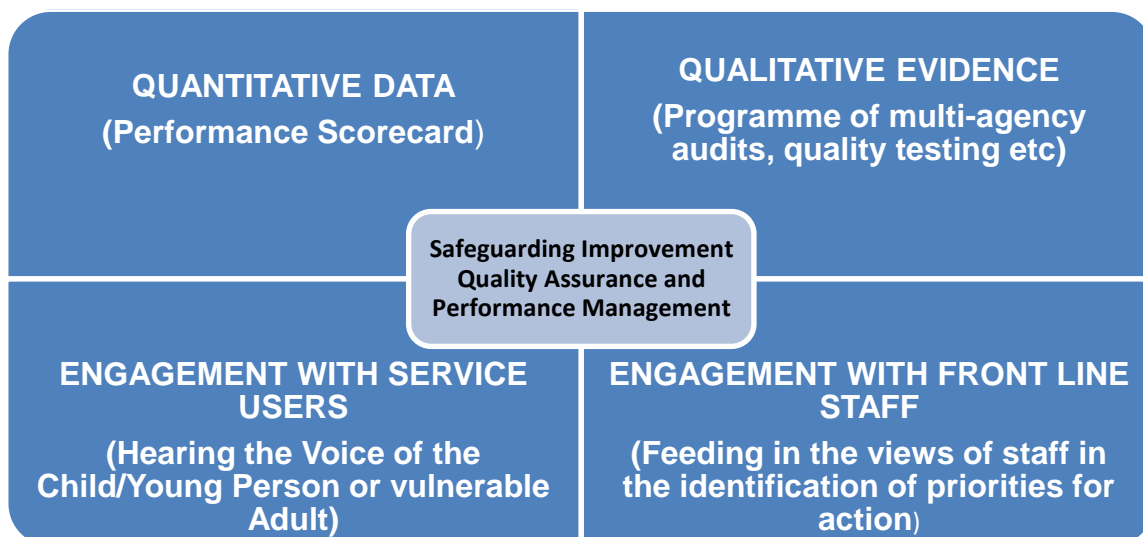 QUANTITATIVE DATA
(Performance Scorecard)
QUALITATIVE EVIDENCE
(Programme of multi-agency
audits, quality testing etc)
Safeguarding Improvement
Quality Assurance and
Performance Management
ENGAGEMENT WITH SERVICE
USERS
(Hearing the Voice of the
Child/Young Person or vulnerable
Adult)
ENGAGEMENT WITH FRONT LINE
STAFF
(Feeding in the views of staff in
the identification of priorities for
action)